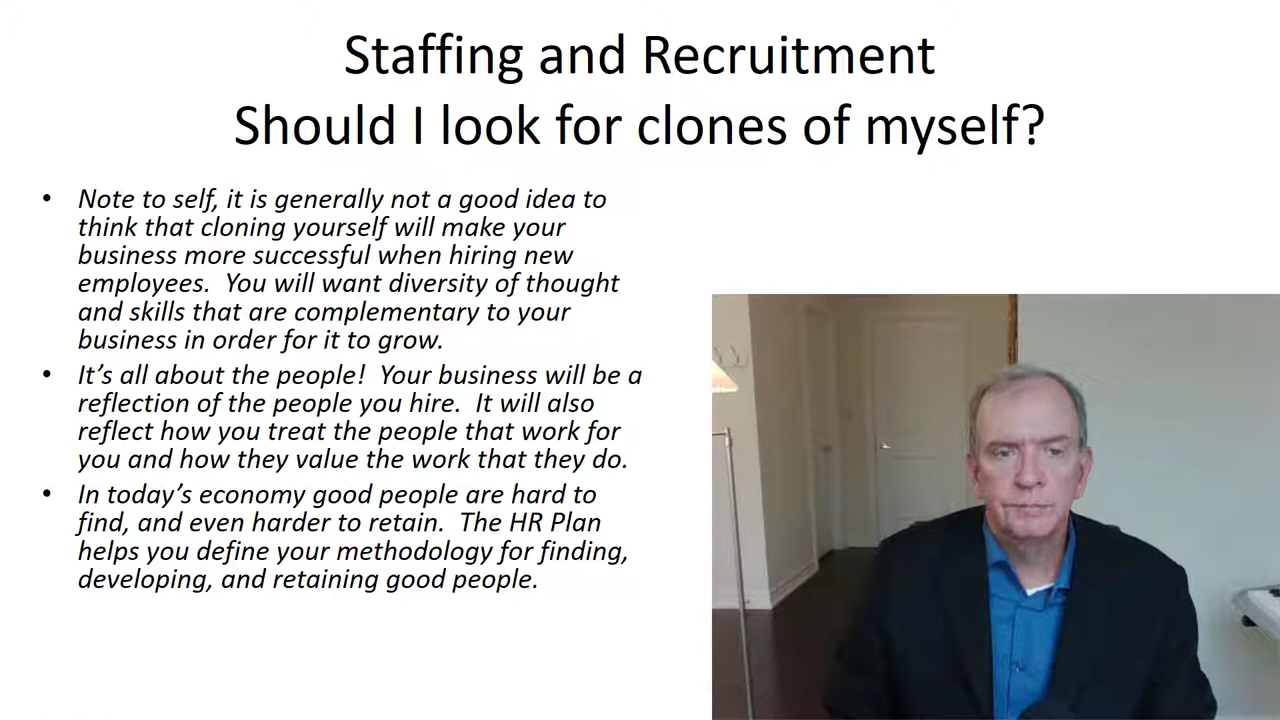 Staffing and Recruitment
Should I look for clones of myself?
• Note to self, it is generally not a good idea to
think that cloning yourself will make your
business more successful when hiring new
employees.  You will want diversity of thought
and skills that are complementary to your
business in order for it to grow.
• It’s all about the people!  Your business will be a
reflection of the people you hire.  It will also
reflect how you treat the people that work for
you and how they value the work that they do.
• In today’s economy good people are hard to
find, and even harder to retain.  The HR Plan
helps you define your methodology for finding,
developing, and retaining good people.